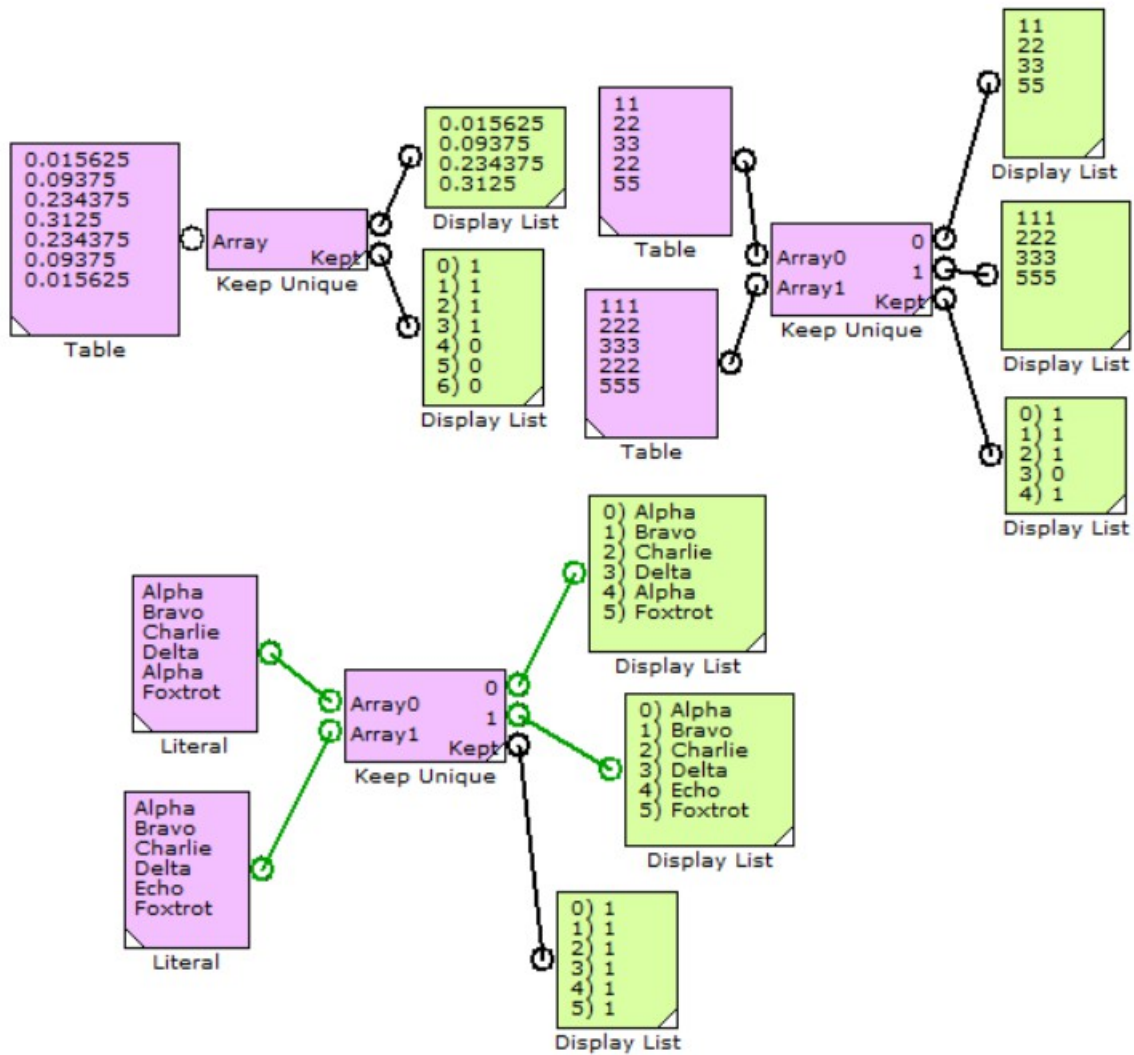 0.015625
0.09375
0.234375
0.3125
0.234375
0.09375
0.015625
Table
Array
Kept
Keep Unique
0.015625
0.09375
0.234375
0.3125
Display List
0) 1
1) 1
2) 1
3) 1
4) 0
5) 0
6) 0
Display List
11
22
33
22
55
Table
111
222
333
222
555
Table
0
Array0
1
Array1
Kept
Keep Unique
11
22
33
55
Display List
111
222
333
555
Display List
0) 1
1) 1
2) 1
3) 0
4) 1
Display List
Alpha
Bravo
Charlie
Delta
Alpha
Foxtrot
Literal
Alpha
Bravo
Charlie
Delta
Echo
Foxtrot
Literal
0
Array0
1
Array1
Kept
Keep Unique
0) Alpha
1) Bravo
2) Charlie
3) Delta
4) Alpha
5) Foxtrot
Display List
0) Alpha
1) Bravo
2) Charlie
3) Delta
4) Echo
5) Foxtrot
Display List
0) 1
1) 1
2) 1
3) 1
4) 1
5) 1
Display List